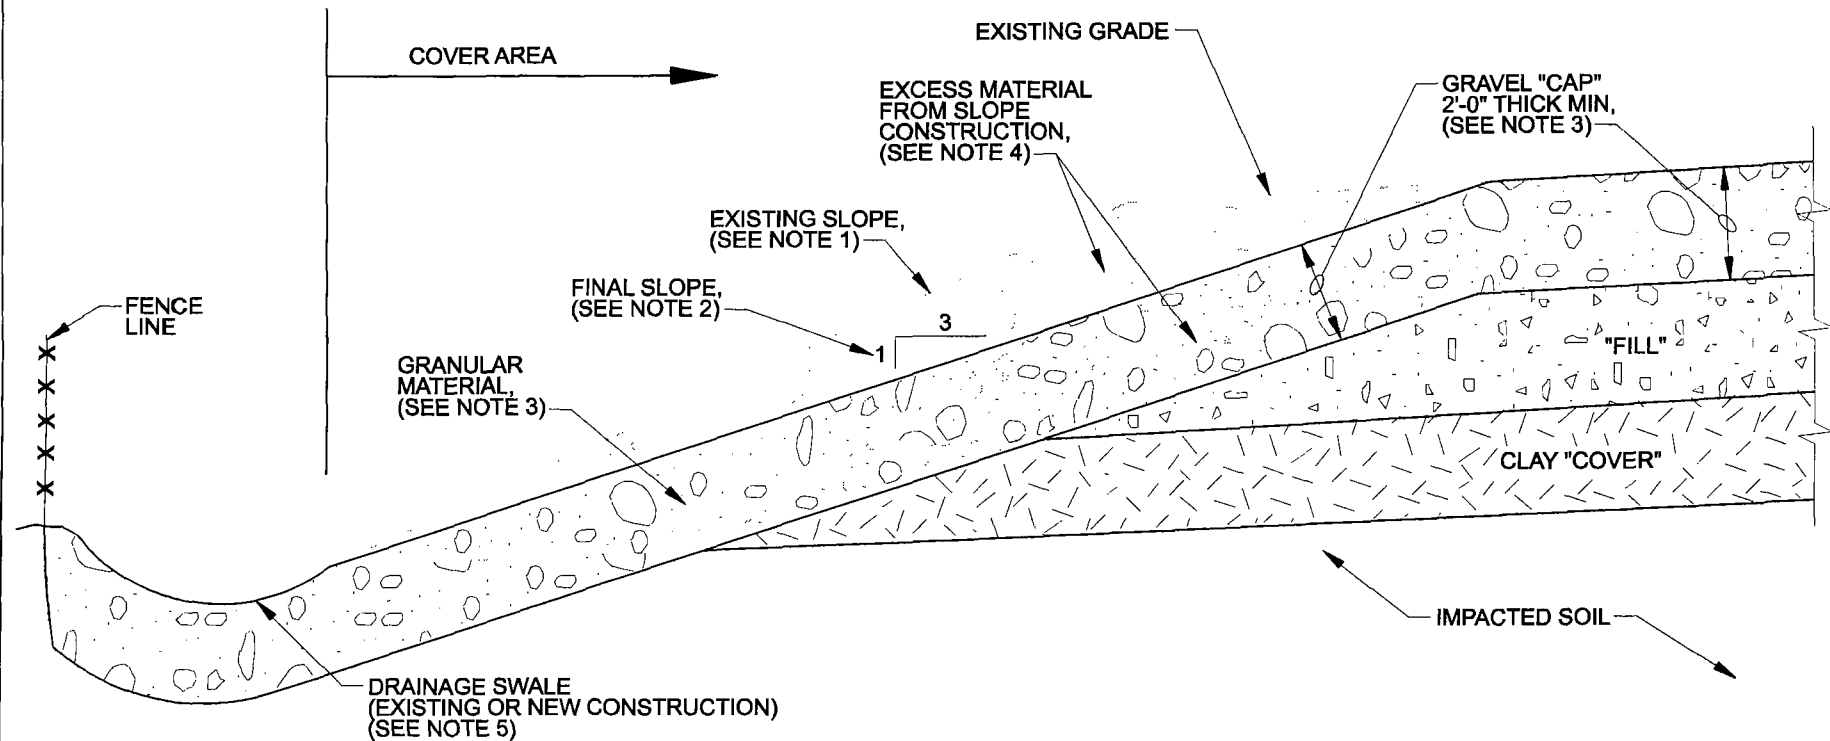 COVER AREA
EXISTING GRADE
EXCESS MATERIAL
FROM SLOPE
CONSTRUCTION,
(SEE NOTE 4)
GRAVEL "CAP"
2'-0" THICK MIN,
(SEE NOTE 3)
EXISTING SLOPE,
(SEE NOTE 1)
FINAL SLOPE,
(SEE NOTE 2)
FENCE
LINE
3
1
GRANULAR
MATERIAL,
(SEE NOTE 3)
"FILL"
CLAY "COVER"
X
X
X
X
X
IMPACTED SOIL
DRAINAGE SWALE
(EXISTING OR NEW CONSTRUCTION)
(SEE NOTE 5)